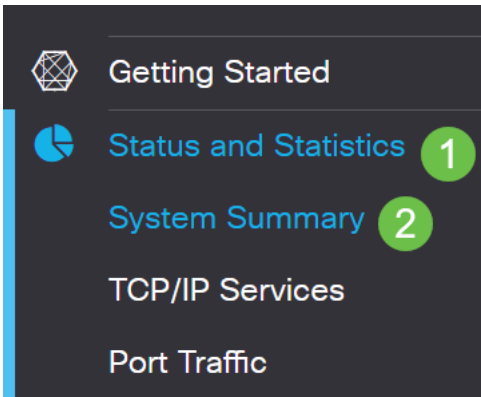 Getting Started
Status and Statistics 1
System Summary 2
TCP/IP Services
Port Traffic